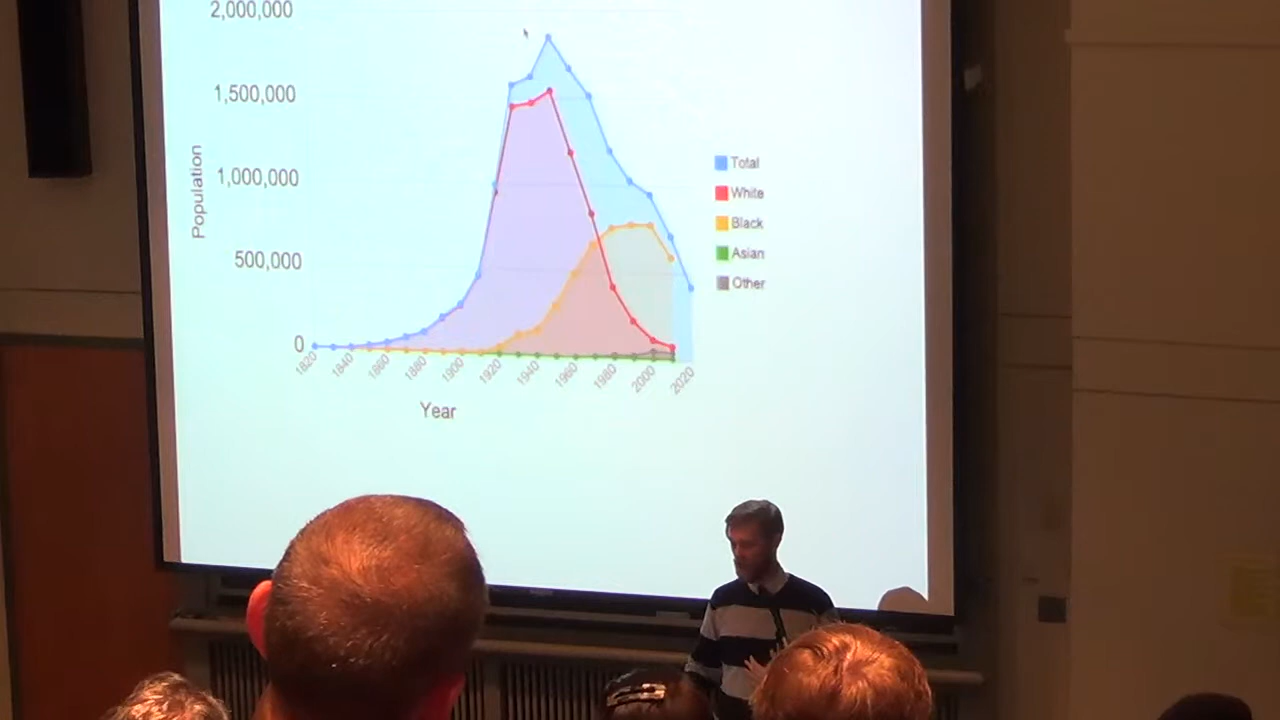 2,000,000
1,500,000
1,000,000
500,000
0
Population
1820
1840
1860
1880
1900
1920
1940
1960
1980
2000
2020
Year
Total
White
Black
Asian
Other